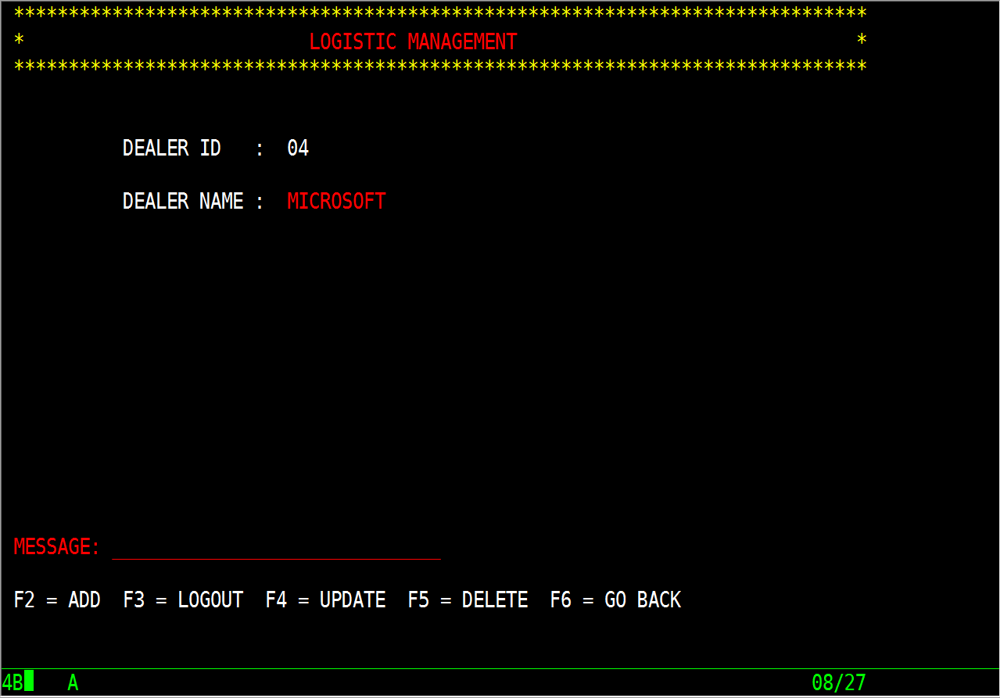 ******************************************************************************
* LOGISTIC MANAGEMENT *
******************************************************************************
DEALER ID : 04
DEALER NAME : MICROSOFT
MESSAGE: ______________________________
F2 = ADD F3 = LOGOUT F4 = UPDATE F5 = DELETE F6 = GO BACK
4B A 08/27